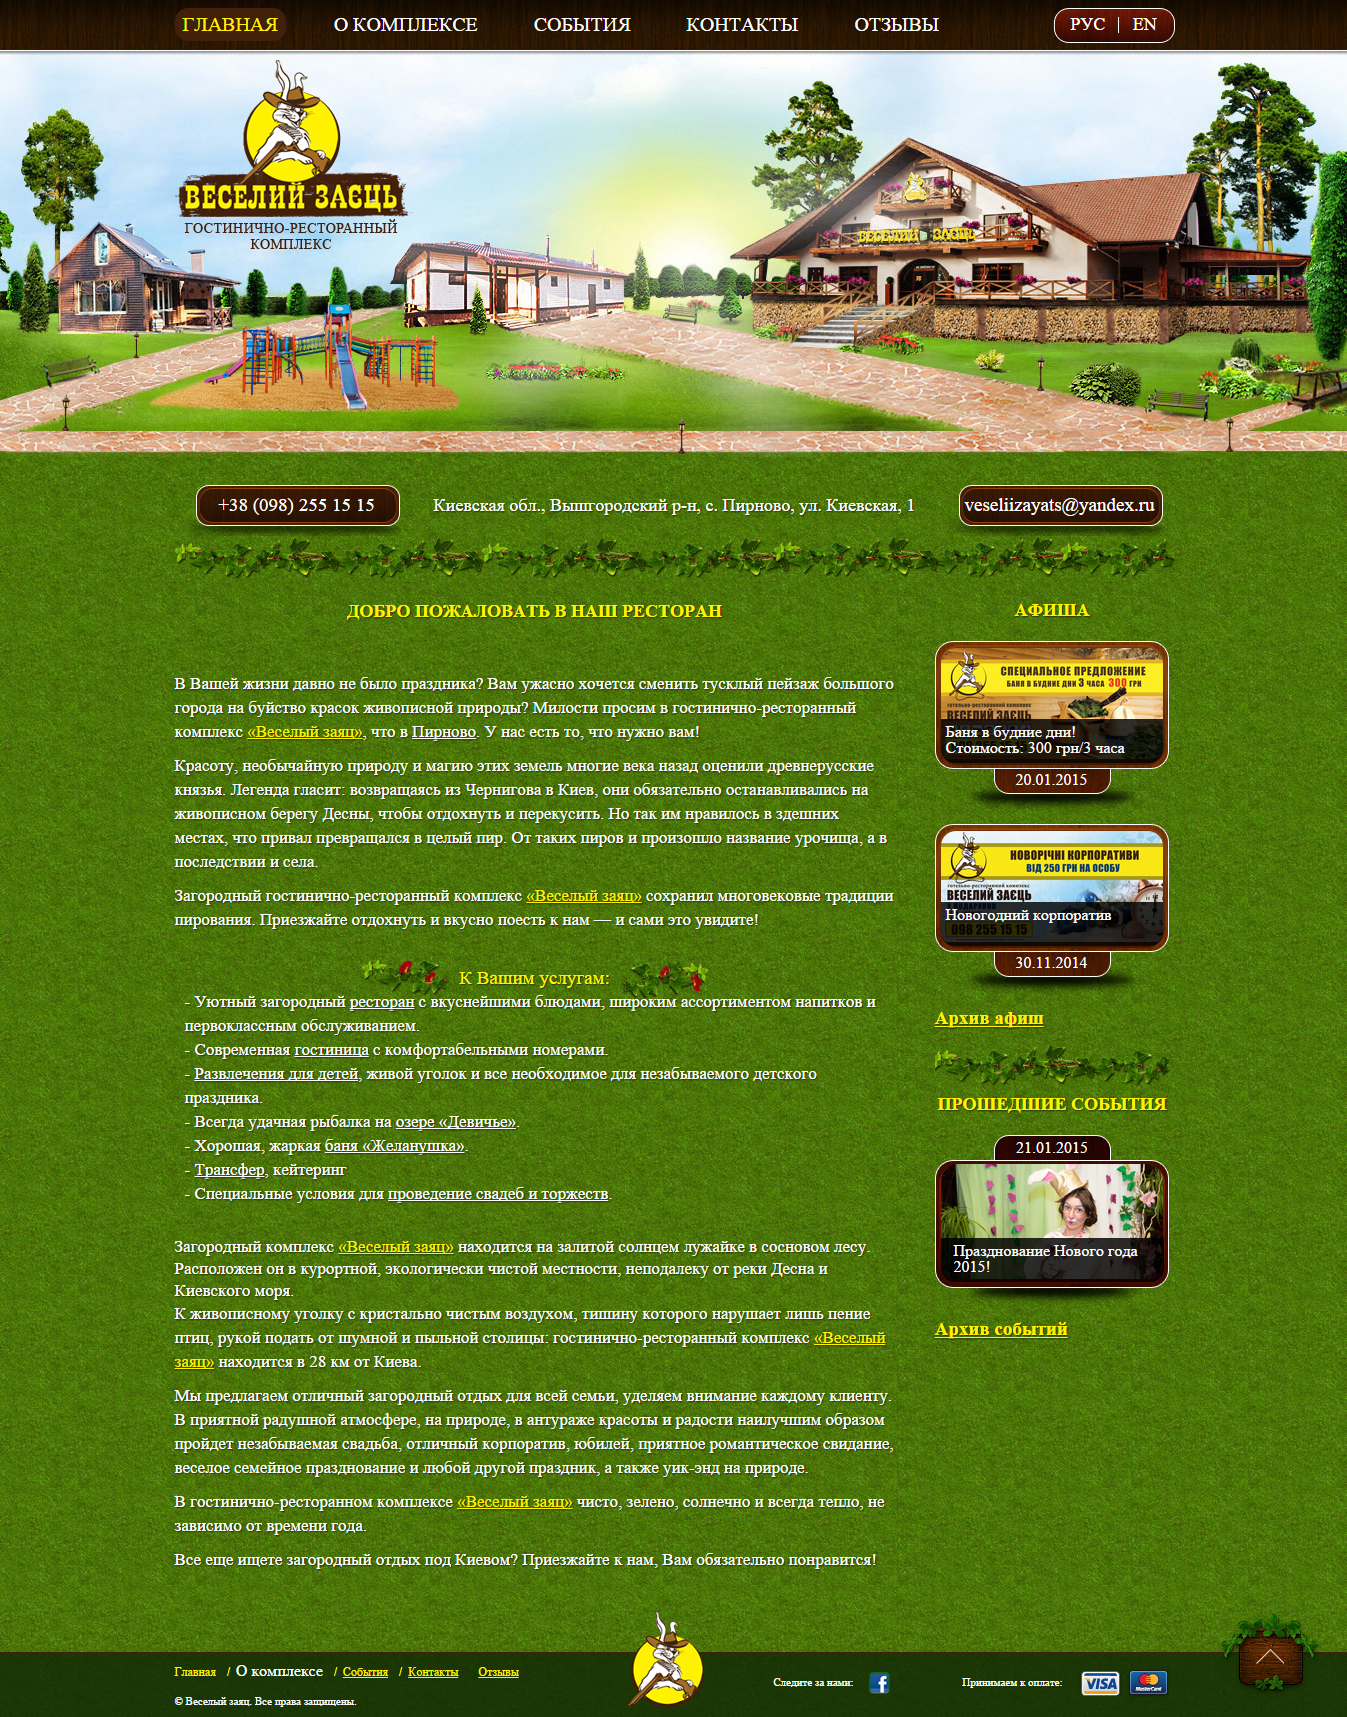 ГЛАВНАЯ
О КОМПЛЕКСЕ
СОБЫТИЯ
КОНТАКТЫ
ОТЗЫВЫ
РУС | EN
ВЕСЕЛИЙ ЗАЄЦЬ
ГОСТИНИЧНО-РЕСТОРАННЫЙ
КОМПЛЕКС
ВЕСЕЛИЙ ЗАЄЦЬ
+38 (098) 255 15 15
Киевская обл., Вышгородский р-н, с. Пирново, ул. Киевская, 1
veseliizayats@yandex.ru
ДОБРО ПОЖАЛОВАТЬ В НАШ РЕСТОРАН
В Вашей жизни давно не было праздника? Вам ужасно хочется сменить тусклый пейзаж большого
города на буйство красок живописной природы? Милости просим в гостинично-ресторанный
комплекс «Веселый заяц», что в Пирново. У нас есть то, что нужно вам!
Красоту, необычайную природу и магию этих земель многие века назад оценили древнерусские
князья. Легенда гласит: возвращаясь из Чернигова в Киев, они обязательно останавливались на
живописном берегу Десны, чтобы отдохнуть и перекусить. Но так им нравилось в здешних
местах, что привал превращался в целый пир. От таких пиров и произошло название урочища, а в
последствии и села.
Загородный гостинично-ресторанный комплекс «Веселый заяц» сохранил многовековые традиции
пирования. Приезжайте отдохнуть и вкусно поесть к нам — и сами это увидите!
К Вашим услугам:
- Уютный загородный ресторан с вкуснейшими блюдами, широким ассортиментом напитков и
первоклассным обслуживанием.
- Современная гостиница с комфортабельными номерами.
- Развлечения для детей, живой уголок и все необходимое для незабываемого детского
праздника.
- Всегда удачная рыбалка на озере «Девичье».
- Хорошая, жаркая баня «Желанушка».
- Трансфер, кейтеринг
- Специальные условия для проведение свадеб и торжеств.
Загородный комплекс «Веселый заяц» находится на залитой солнцем лужайке в сосновом лесу.
Расположен он в курортной, экологически чистой местности, неподалеку от реки Десна и
Киевского моря.
К живописному уголку с кристально чистым воздухом, тишину которого нарушает лишь пение
птиц, рукой подать от шумной и пыльной столицы: гостинично-ресторанный комплекс «Веселый
заяц» находится в 28 км от Киева.
Мы предлагаем отличный загородный отдых для всей семьи, уделяем внимание каждому клиенту.
В приятной радушной атмосфере, на природе, в антураже красоты и радости наилучшим образом
пройдет незабываемая свадьба, отличный корпоратив, юбилей, приятное романтическое свидание,
веселое семейное празднование и любой другой праздник, а также уик-энд на природе.
В гостинично-ресторанном комплексе «Веселый заяц» чисто, зелено, солнечно и всегда тепло, не
зависимо от времени года.
Все еще ищете загородный отдых под Киевом? Приезжайте к нам, Вам обязательно понравится!
АФИША
СПЕЦИАЛЬНОЕ ПРЕДЛОЖЕНИЕ
БАНЯ В БУДНИЕ ДНИ 3 ЧАСА 300 ГРН
готельно-ресторанний комплекс
ВЕСЕЛИЙ ЗАЄЦЬ
Баня в будние дни!
Стоимость: 300 грн/3 часа
20.01.2015
НОВОРІЧНІ КОРПОРАТИВИ
ВІД 250 ГРН НА ОСОБУ
готельно-ресторанний комплекс
ВЕСЕЛИЙ ЗАЄЦЬ
Новогодний корпоратив
098 255 15 15
30.11.2014
Архив афиш
ПРОШЕДШИЕ СОБЫТИЯ
21.01.2015
Празднование Нового года
2015!
Архив событий
Главная / О комплексе / События / Контакты Отзывы
© Веселый заяц. Все права защищены.
Следите за нами:
f
Принимаем к оплате:
VISA
MasterCard